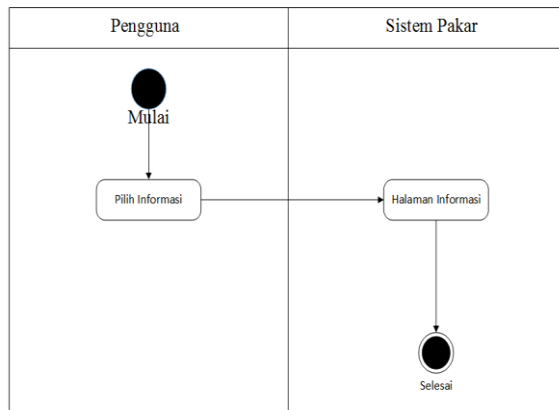 Pengguna
Sistem Pakar
Mulai
Pilih Informasi
Halaman Informasi
Selesai